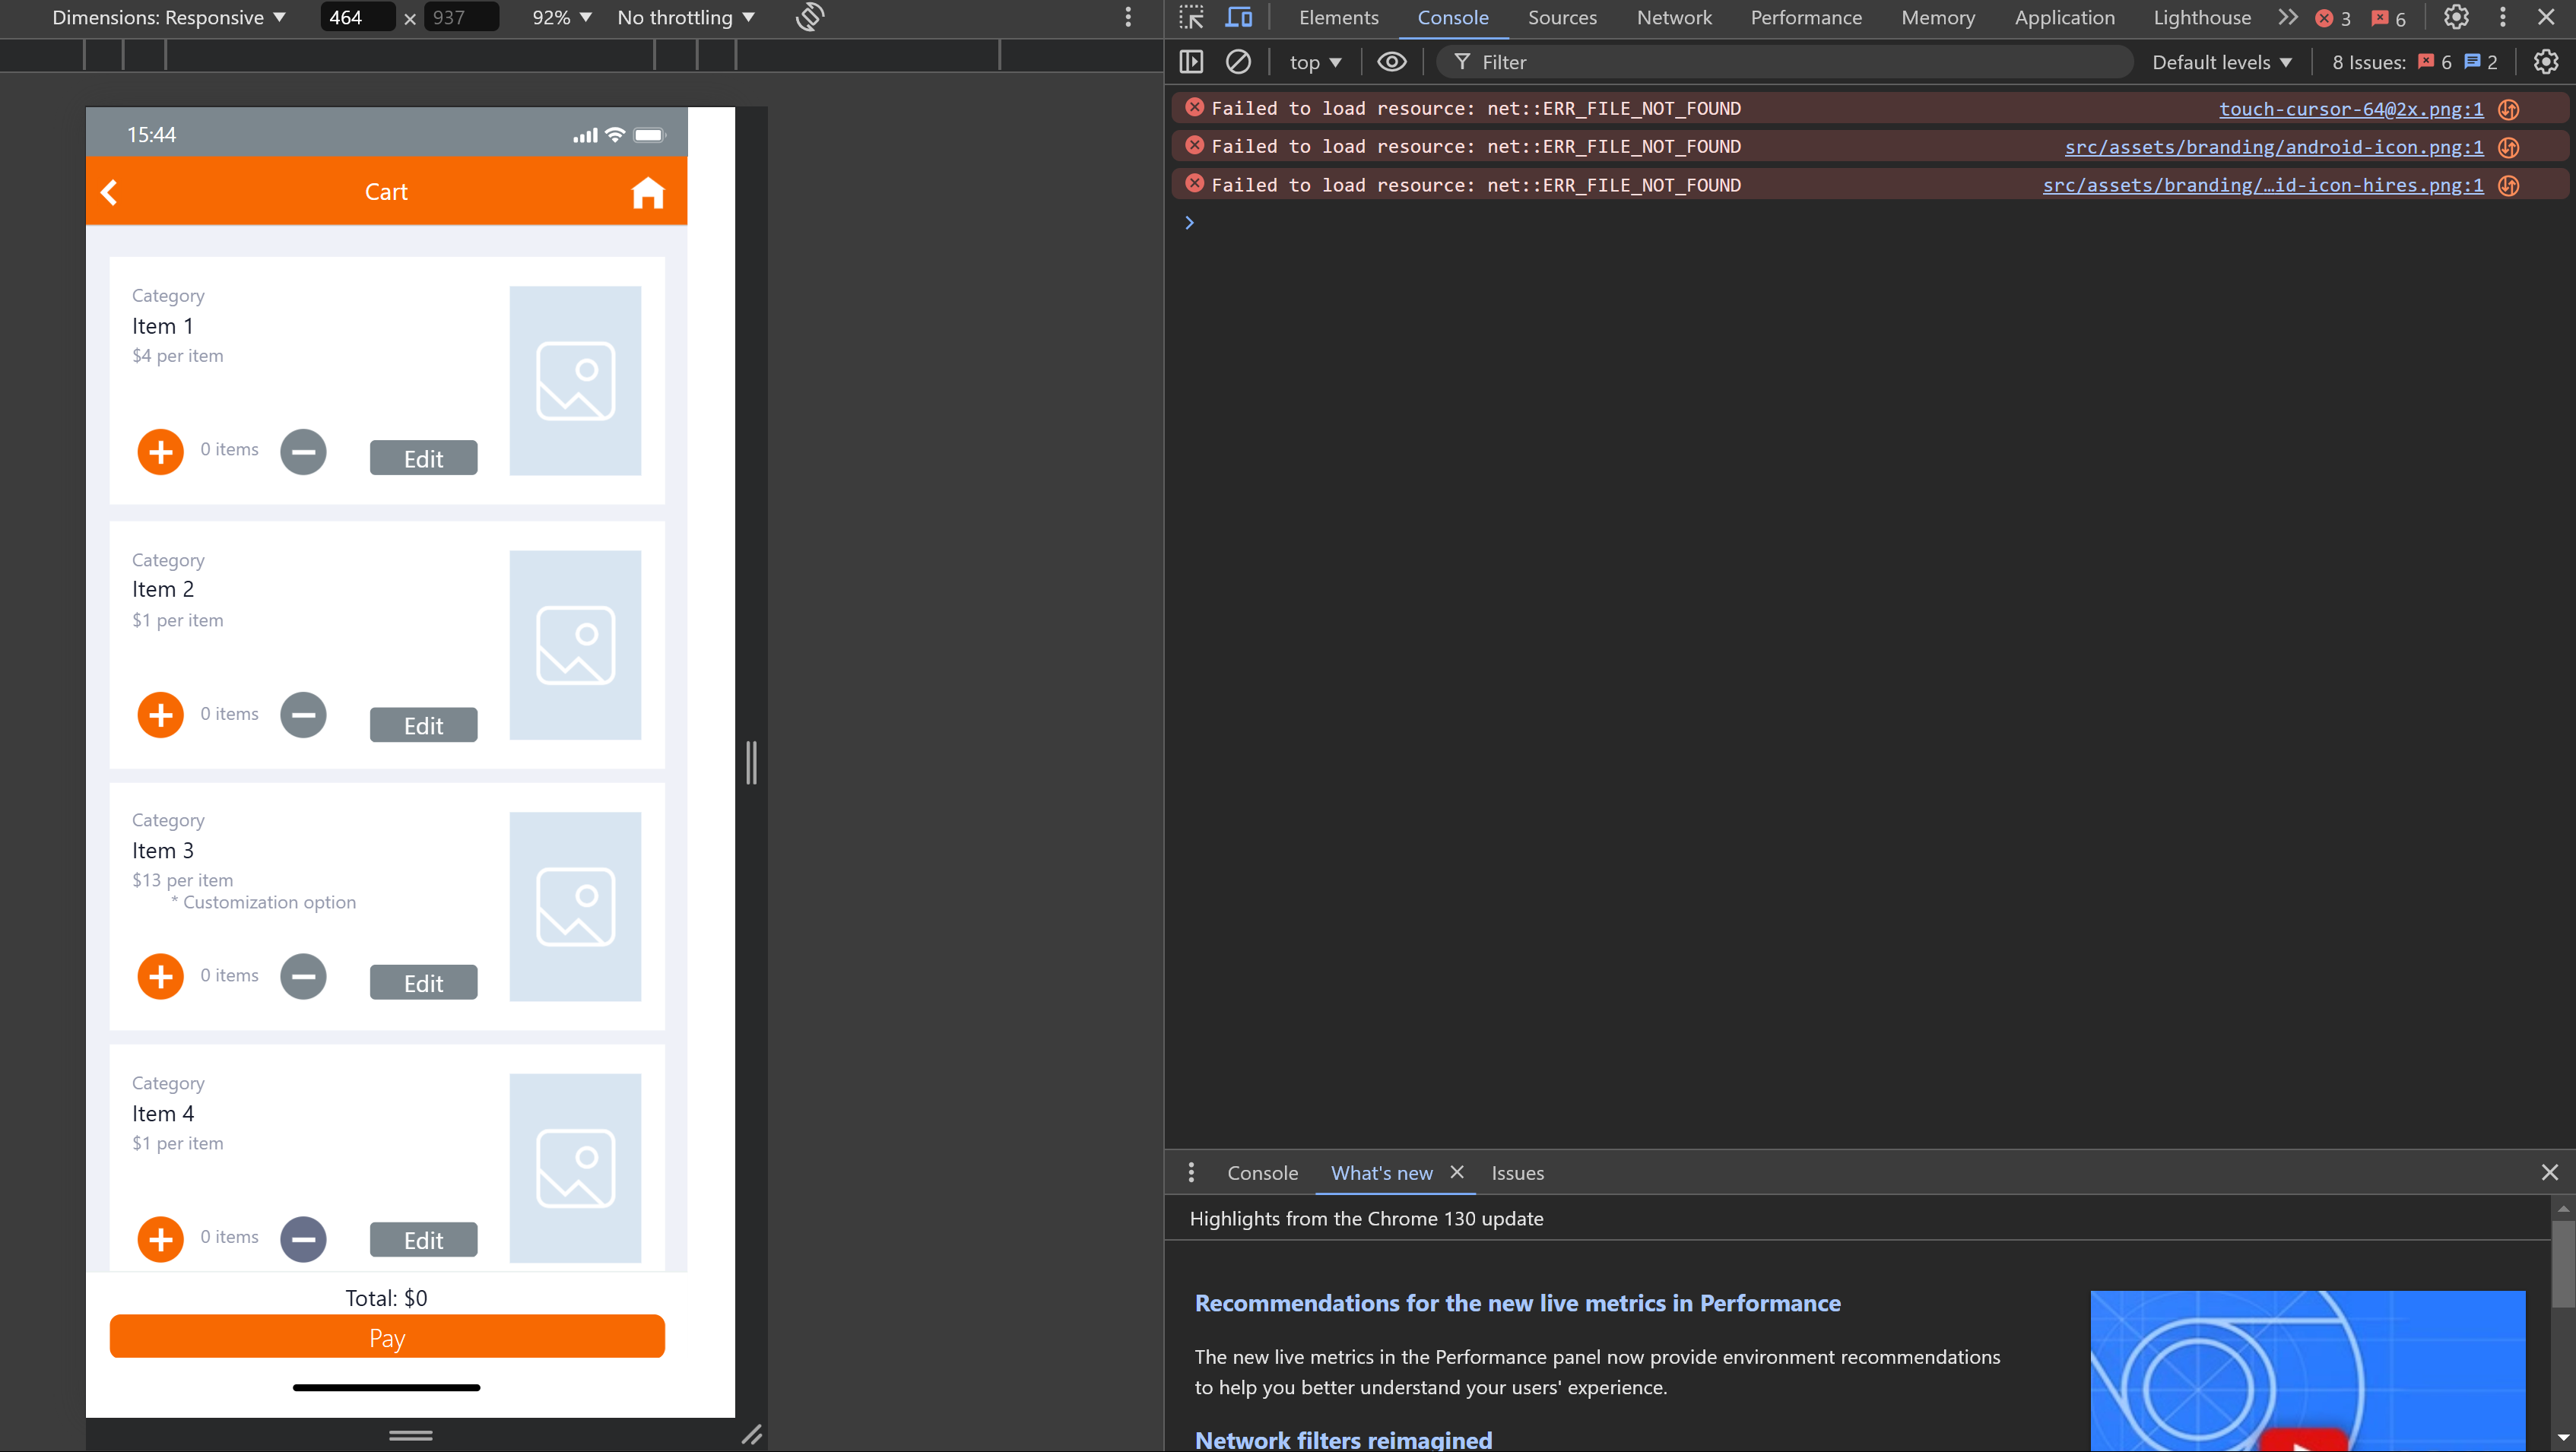 Dimensions: Responsive 464 × 937 92% No throttling
Elements Console Sources Network Performance Memory Application Lighthouse 3 6
top Filter Default levels 8 Issues: 6 2
Failed to load resource: net::ERR_FILE_NOT_FOUND touch-cursor-64@2x.png:1
Failed to load resource: net::ERR_FILE_NOT_FOUND src/assets/branding/android-icon.png:1
Failed to load resource: net::ERR_FILE_NOT_FOUND src/assets/branding/…id-icon-hires.png:1
15:44
Cart
Category
Item 1
$4 per item
0 items Edit
Category
Item 2
$1 per item
0 items Edit
Category
Item 3
$13 per item
* Customization option
0 items Edit
Category
Item 4
$1 per item
0 items Edit
Total: $0
Pay
Console What's new Issues
Highlights from the Chrome 130 update
Recommendations for the new live metrics in Performance
The new live metrics in the Performance panel now provide environment recommendations
to help you better understand your users' experience.
Network filters reimagined